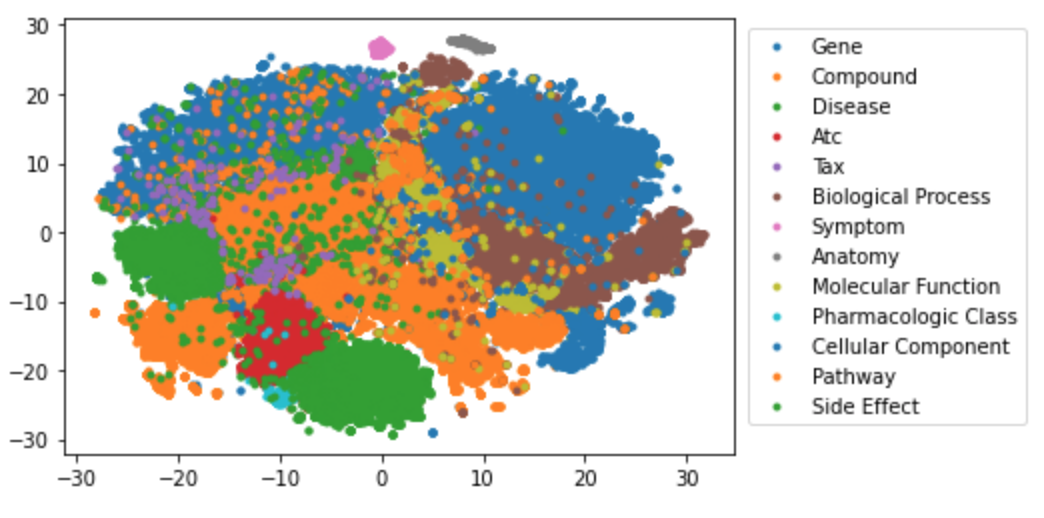 30
20
10
0
−10
−20
−30
−30 −20 −10 0 10 20 30
Gene
Compound
Disease
Atc
Tax
Biological Process
Symptom
Anatomy
Molecular Function
Pharmacologic Class
Cellular Component
Pathway
Side Effect